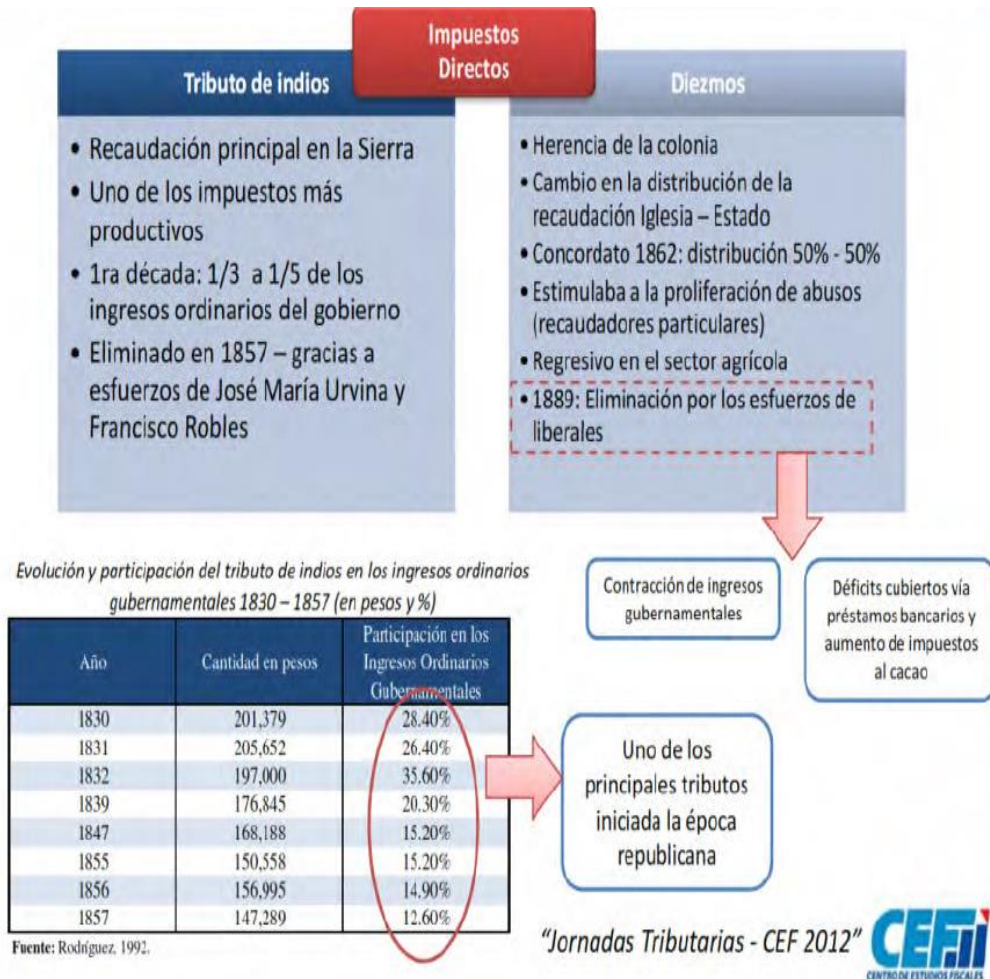 Impuestos
Directos
Tributo de indios
• Recaudación principal en la Sierra
• Uno de los impuestos más
productivos
• 1ra década: 1/3 a 1/5 de los
ingresos ordinarios del gobierno
• Eliminado en 1857 – gracias a
esfuerzos de José María Urvina y
Francisco Robles
Diezmos
• Herencia de la colonia
• Cambio en la distribución de la
recaudación Iglesia – Estado
• Concordato 1862: distribución 50% - 50%
• Estimulaba a la proliferación de abusos
(recaudadores particulares)
• Regresivo en el sector agrícola
• 1889: Eliminación por los esfuerzos de
liberales
Contracción de ingresos
gubernamentales
Déficits cubiertos vía
préstamos bancarios y
aumento de impuestos
al cacao
Evolución y participación del tributo de indios en los ingresos ordinarios
gubernamentales 1830 – 1857 (en pesos y %)
Año Cantidad en pesos Participación en los
Ingresos Ordinarios
Gubernamentales
1830 201,379 28.40%
1831 205,652 26.40%
1832 197,000 35.60%
1839 176,845 20.30%
1847 168,188 15.20%
1855 150,558 15.20%
1856 156,995 14.90%
1857 147,289 12.60%
Fuente: Rodríguez, 1992.
Uno de los
principales tributos
iniciada la época
republicana
"Jornadas Tributarias - CEF 2012"
CEF
CENTRO DE ESTUDIOS FISCALES